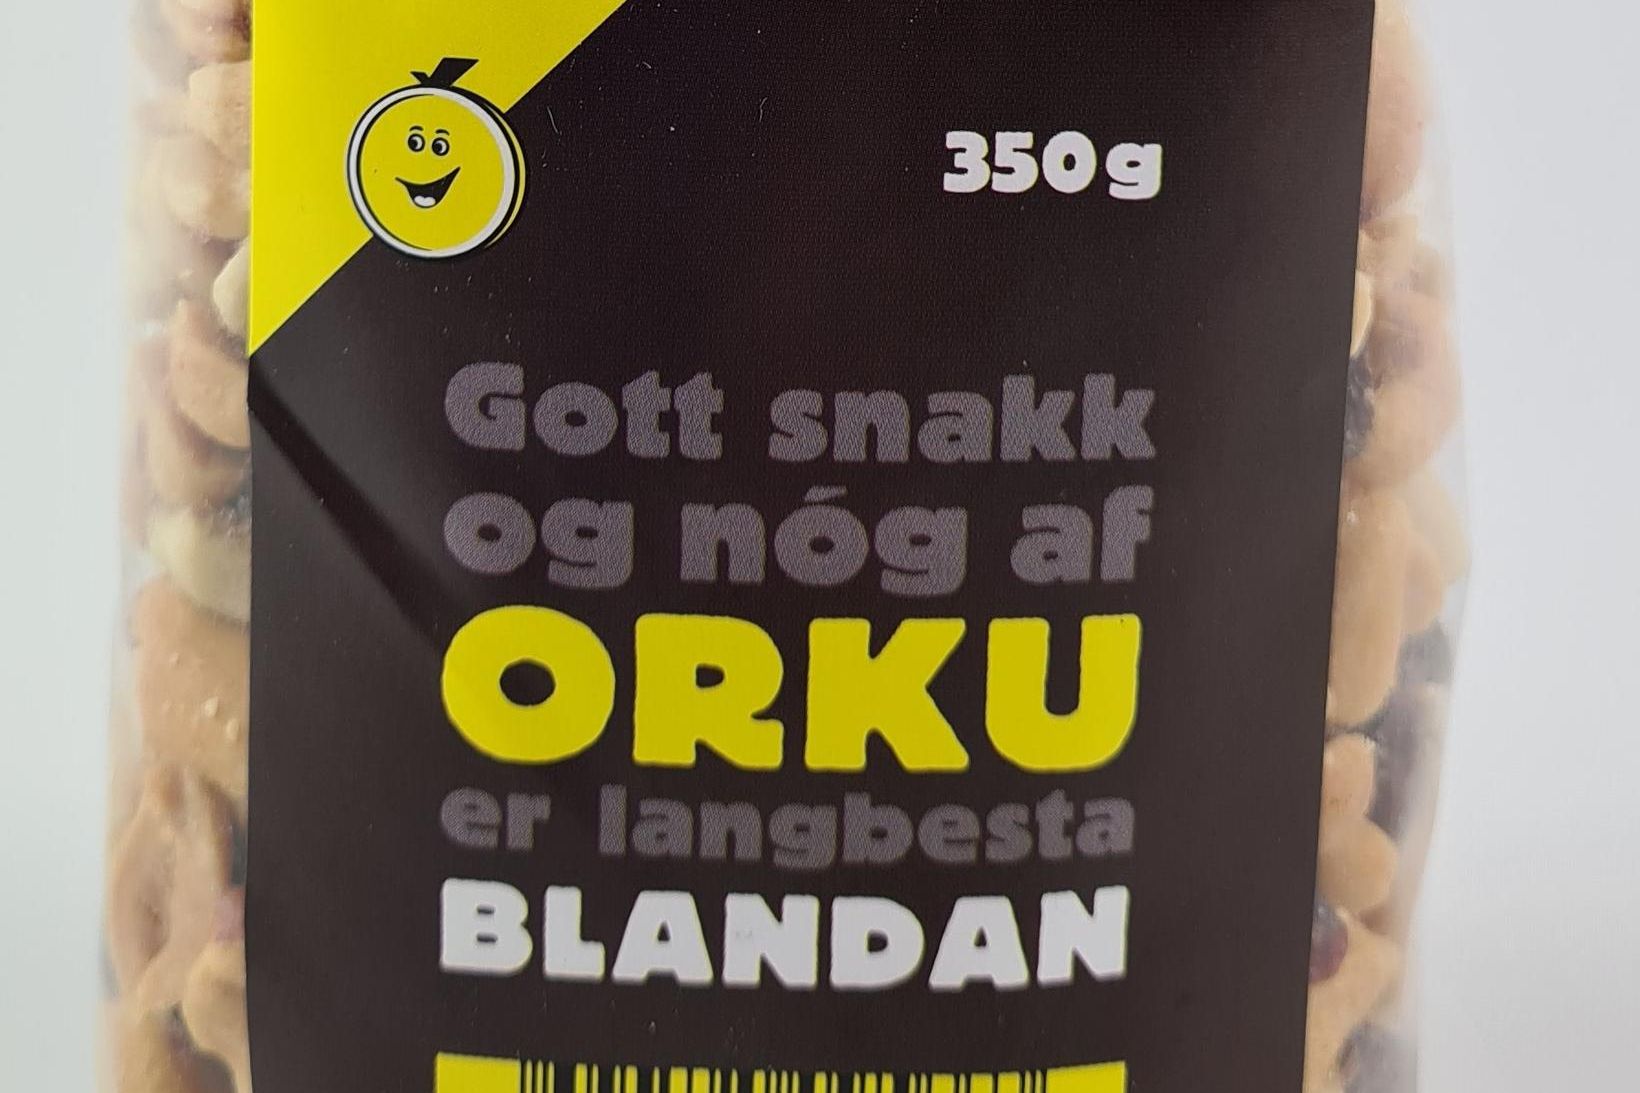 350g
Gott snakk
og nóg af
ORKU
er langbesta
BLANDAN